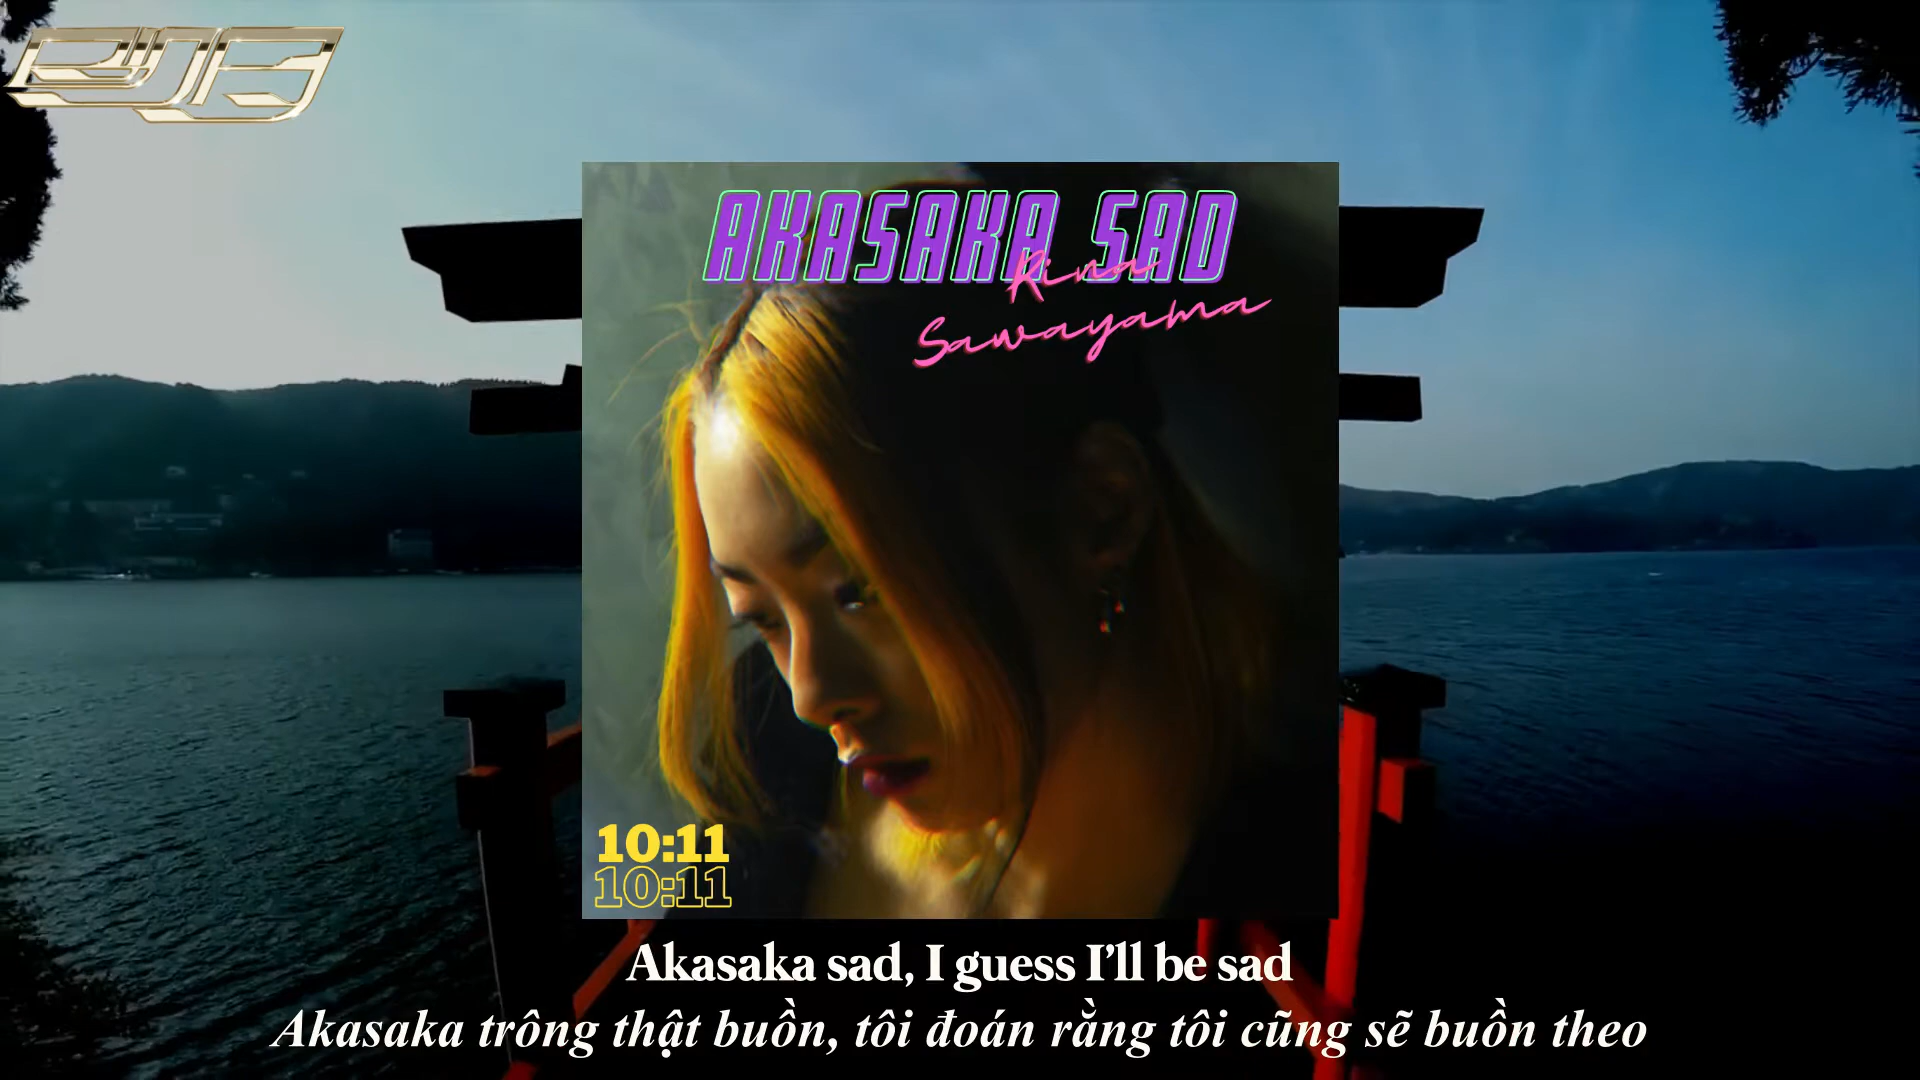 AKASAKA SAD
Rina
Sawayama
10:11
10:11
Akasaka sad, I guess I'll be sad
Akasaka trông thật buồn, tôi đoán rằng tôi cũng sẽ buồn theo